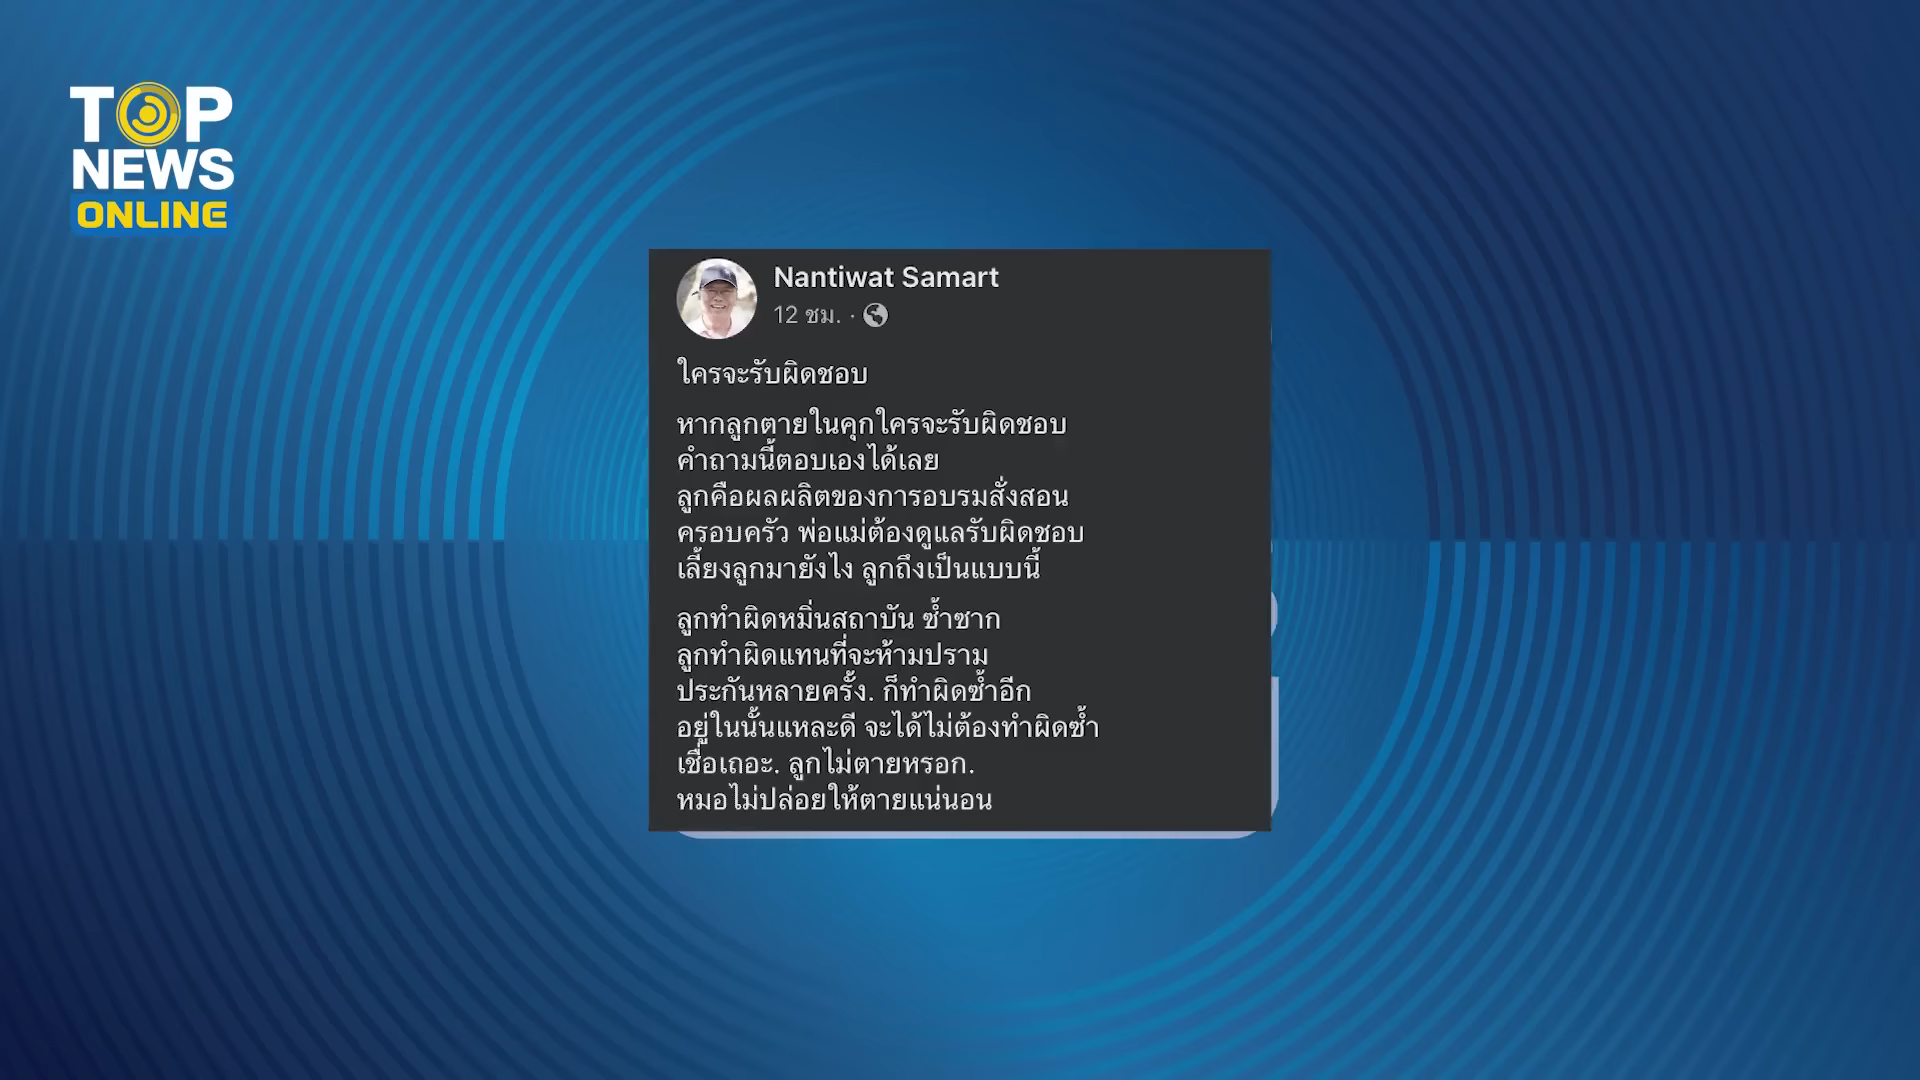 TOP
NEWS
ONLINE
Nantiwat Samart
12 ชม. ·
ใครจะรับผิดชอบ
หากลูกตายในคุกใครจะรับผิดชอบ
คำถามนี้ตอบเองได้เลย
ลูกคือผลผลิตของการอบรมสั่งสอน
ครอบครัว พ่อแม่ต้องดูแลรับผิดชอบ
เลี้ยงลูกมายังไง ลูกถึงเป็นแบบนี้
ลูกทำผิดหมิ่นสถาบัน ซ้ำซาก
ลูกทำผิดแทนที่จะห้ามปราม
ประกันหลายครั้ง. ก็ทำผิดซ้ำอีก
อยู่ในนั้นแหละดี จะได้ไม่ต้องทำผิดซ้ำ
เชื่อเถอะ. ลูกไม่ตายหรอก.
หมอไม่ปล่อยให้ตายแน่นอน